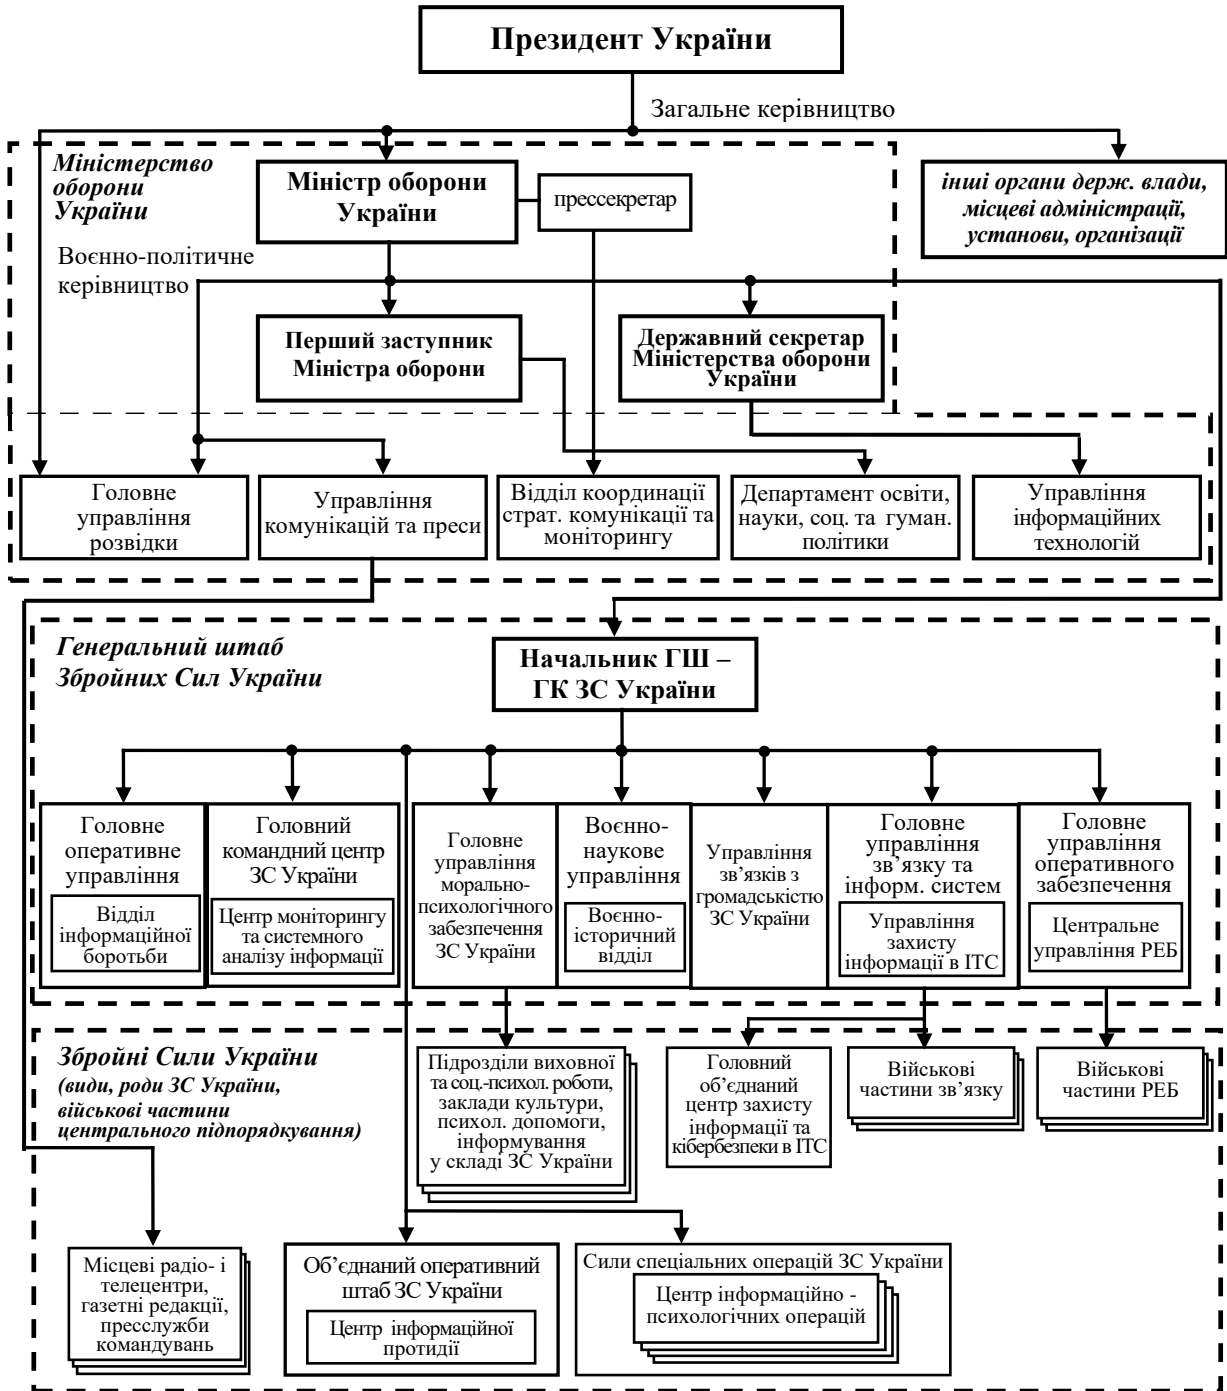 Президент України
Загальне керівництво
Міністерство
оборони
України
Міністр оборони
України
прессекретар
інші органи держ. влади,
місцеві адміністрації,
установи, організації
Воєнно-політичне
керівництво
Перший заступник
Міністра оборони
Державний секретар
Міністерства оборони
України
Головне
управління
розвідки
Управління
комунікацій та преси
Відділ координації
страт. комунікації та
моніторингу
Департамент освіти,
науки, соц. та гуман.
політики
Управління
інформаційних
технологій
Генеральний штаб
Збройних Сил України
Начальник ГШ –
ГК ЗС України
Головне
оперативне
управління
Відділ
інформаційної
боротьби
Головний
командний центр
ЗС України
Центр моніторингу
та системного
аналізу інформації
Головне
управління
морально-
психологічного
забезпечення
ЗС України
Воєнно-
наукове
управління
Воєнно-
історичний
відділ
Управління
зв’язків з
громадськістю
ЗС України
Головне
управління
зв’язку та
інформ. систем
Управління
захисту
інформації в ІТС
Головне
управління
оперативного
забезпечення
Центральне
управління РЕБ
Збройні Сили України
(види, роди ЗС України,
військові частини
центрального підпорядкування)
Підрозділи виховної
та соц.-психол. роботи,
заклади культури,
психол. допомоги,
інформування
у складі ЗС України
Головний
об’єднаний
центр захисту
інформації та
кібербезпеки в ІТС
Військові
частини зв’язку
Військові
частини РЕБ
Місцеві радіо- і
телецентри,
газетні редакції,
пресслужби
командувань
Об’єднаний оперативний
штаб ЗС України
Центр інформаційної
протидії
Сили спеціальних операцій ЗС України
Центр інформаційно -
психологічних операцій